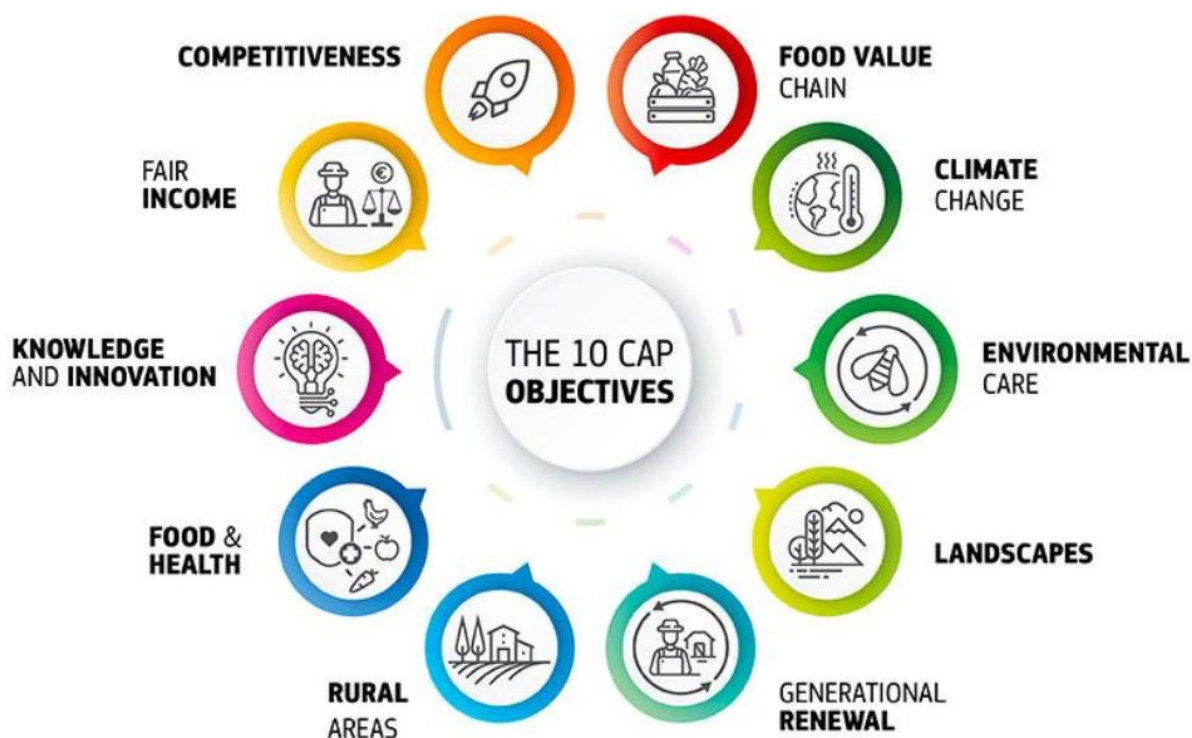 COMPETITIVENESS
FOOD VALUE
CHAIN
FAIR
INCOME
CLIMATE
CHANGE
KNOWLEDGE
AND INNOVATION
THE 10 CAP
OBJECTIVES
ENVIRONMENTAL
CARE
FOOD &
HEALTH
LANDSCAPES
RURAL
AREAS
GENERATIONAL
RENEWAL
€